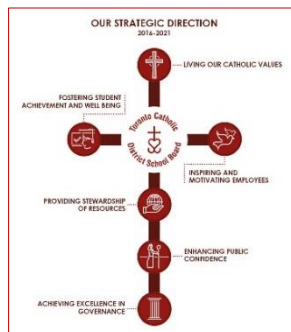 OUR STRATEGIC DIRECTION
2016-2021
LIVING OUR CATHOLIC VALUES
FOSTERING STUDENT
ACHIEVEMENT AND WELL BEING
Toronto Catholic
District School Board
INSPIRING AND
MOTIVATING EMPLOYEES
PROVIDING STEWARDSHIP
OF RESOURCES
ENHANCING PUBLIC
CONFIDENCE
ACHIEVING EXCELLENCE IN
GOVERNANCE